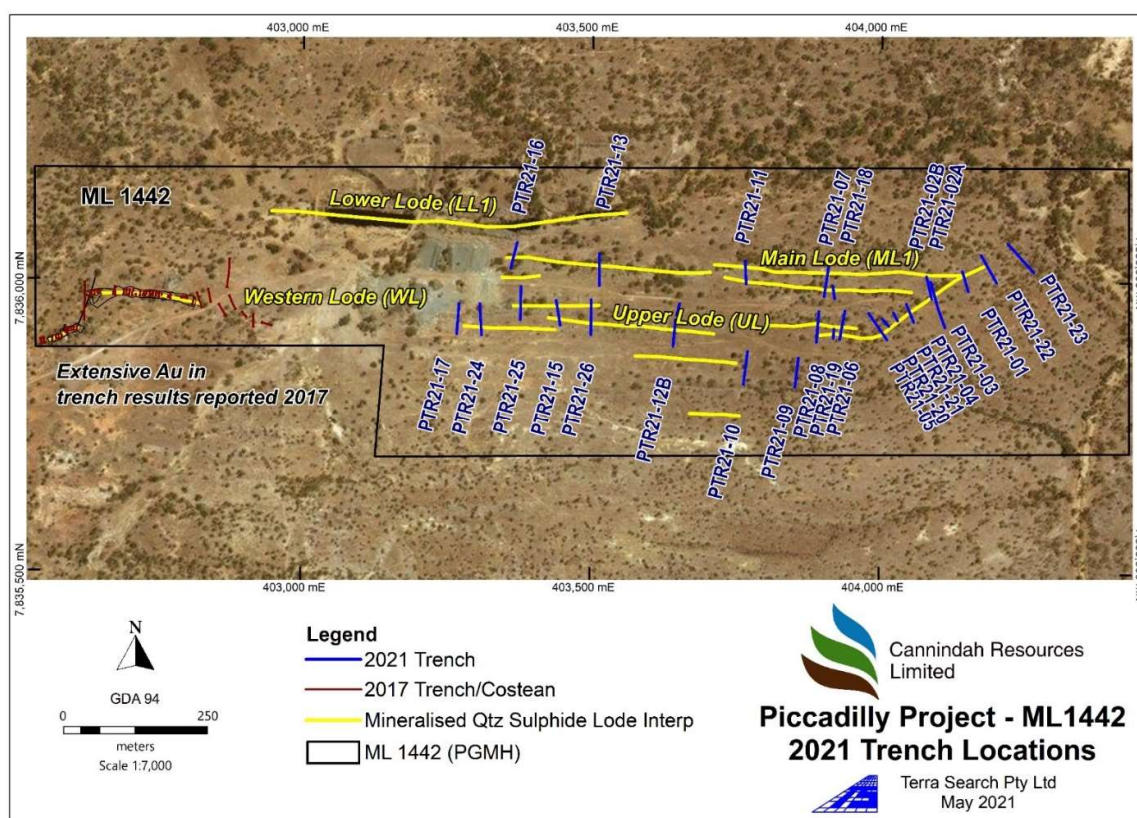 403,000 mE
403,500 mE
404,000 mE
ML 1442
Lower Lode (LL1)
PTR21-16
PTR21-13
PTR21-11
PTR21-07
PTR21-18
PTR21-02B
PTR21-02A
Main Lode (ML1)
7,836,000 mN
Western Lode (WL)
Upper Lode (UL)
Extensive Au in
trench results reported 2017
PTR21-17
PTR21-24
PTR21-25
PTR21-15
PTR21-26
PTR21-12B
PTR21-10
PTR21-09
PTR21-08
PTR21-19
PTR21-06
PTR21-05
PTR21-20
PTR21-21
PTR21-04
PTR21-03
PTR21-01
PTR21-22
PTR21-23
7,835,500 mN
403,000 mE
403,500 mE
404,000 mE
N
GDA 94
0
250
meters
Scale 1:7,000
Legend
2021 Trench
2017 Trench/Costean
Mineralised Qtz Sulphide Lode Interp
ML 1442 (PGMH)
Cannindah Resources
Limited
Piccadilly Project - ML1442
2021 Trench Locations
Terra Search Pty Ltd
May 2021